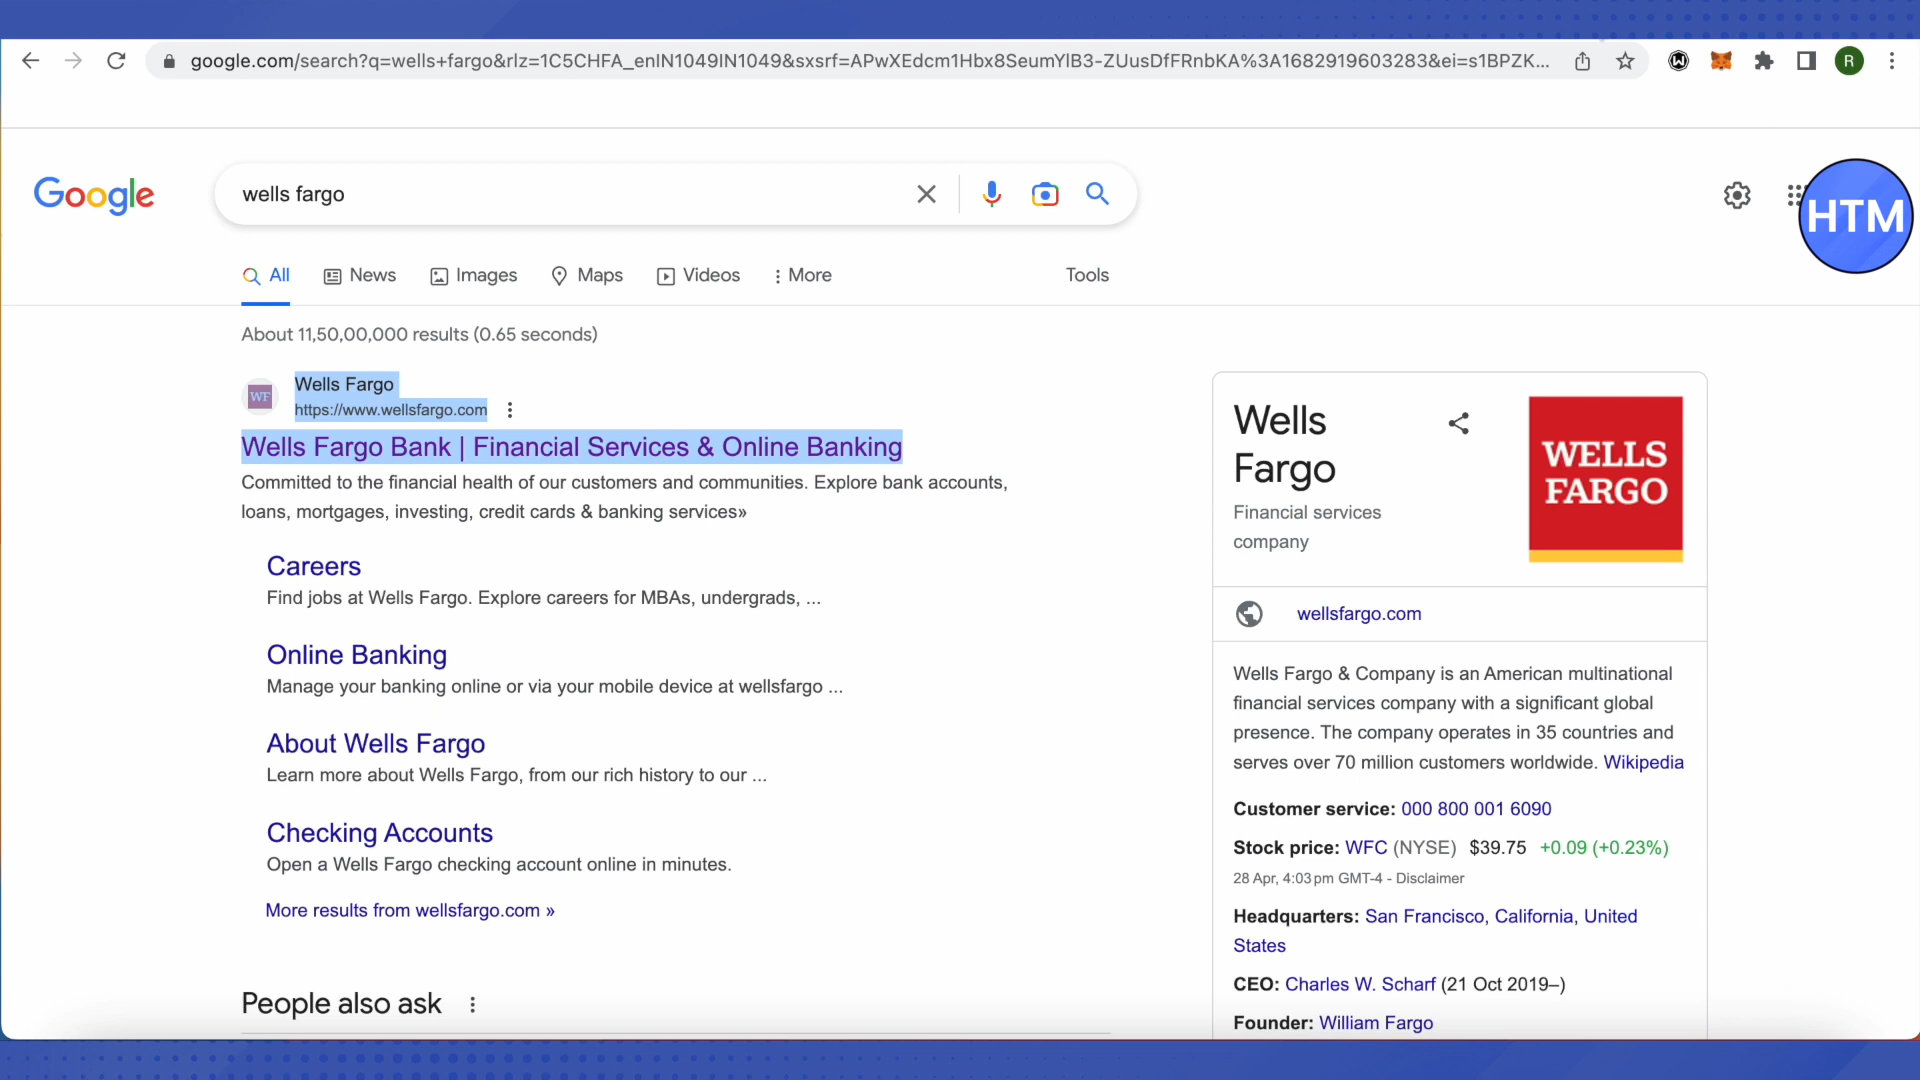 google.com/search?q=wells+fargo&rlz=1C5CHFA_enIN1049IN1049&sxsrf=APwXEdcm1Hbx8SeumYlB3-ZUusDfFRnbKA%3A1682919603283&ei=s1BPZK...
R
Google
wells fargo
HTM
All
News
Images
Maps
Videos
More
Tools
About 11,50,00,000 results (0.65 seconds)
WF
Wells Fargo
https://www.wellsfargo.com
Wells Fargo Bank | Financial Services & Online Banking
Committed to the financial health of our customers and communities. Explore bank accounts,
loans, mortgages, investing, credit cards & banking services»
Careers
Find jobs at Wells Fargo. Explore careers for MBAs, undergrads, ...
Online Banking
Manage your banking online or via your mobile device at wellsfargo ...
About Wells Fargo
Learn more about Wells Fargo, from our rich history to our ...
Checking Accounts
Open a Wells Fargo checking account online in minutes.
More results from wellsfargo.com »
People also ask
Wells
Fargo
Financial services
company
WELLS
FARGO
wellsfargo.com
Wells Fargo & Company is an American multinational
financial services company with a significant global
presence. The company operates in 35 countries and
serves over 70 million customers worldwide. Wikipedia
Customer service: 000 800 001 6090
Stock price: WFC (NYSE) $39.75 +0.09 (+0.23%)
28 Apr, 4:03 pm GMT-4 - Disclaimer
Headquarters: San Francisco, California, United
States
CEO: Charles W. Scharf (21 Oct 2019–)
Founder: William Fargo